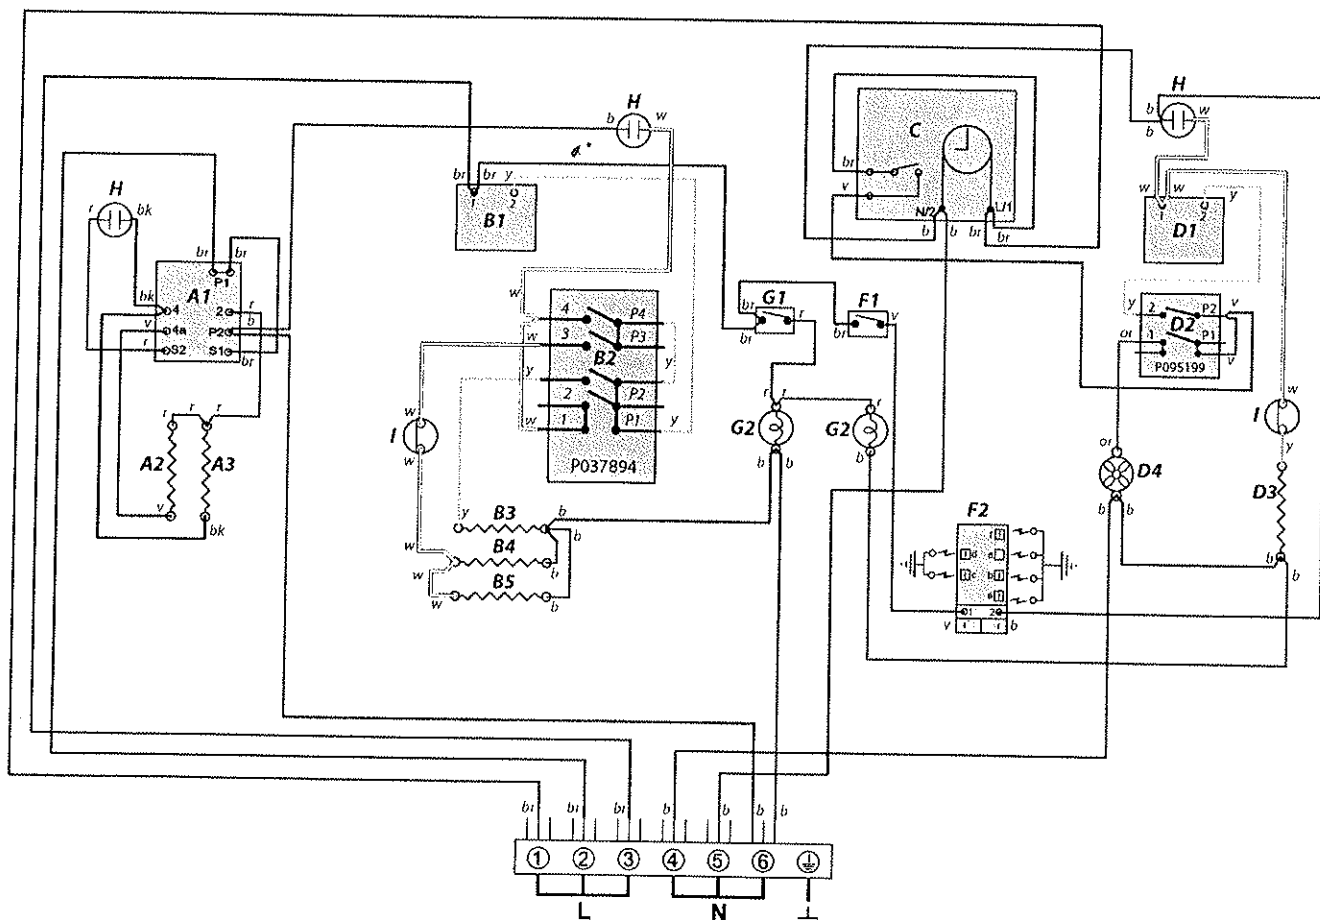 H
b
w
H
b
b
w
C
br
v
N/2
L/1
b
b
br
br
br
br
y
1
2
B1
w
w
1
2
y
D1
H
r
bk
br
br
P1
A1
bk
4
2
r
v
4a
P2
b
r
S2
S1
br
r
r
r
A2
A3
v
bk
w
4
P4
w
3
P3
B2
y
y
2
P2
w
1
P1
y
P037894
w
I
w
G1
br
r
br
F1
br
v
y
2
P2
v
or
D2
1
P1
v
P095199
r
r
r
G2
G2
b
b
b
or
D4
b
b
w
I
y
D3
b
b
y
B3
b
b
w
B4
b
w
B5
w
b
F2
d
c
b
1
2
v
b
br
br
br
b
b
b
b
1
2
3
4
5
6
L
N